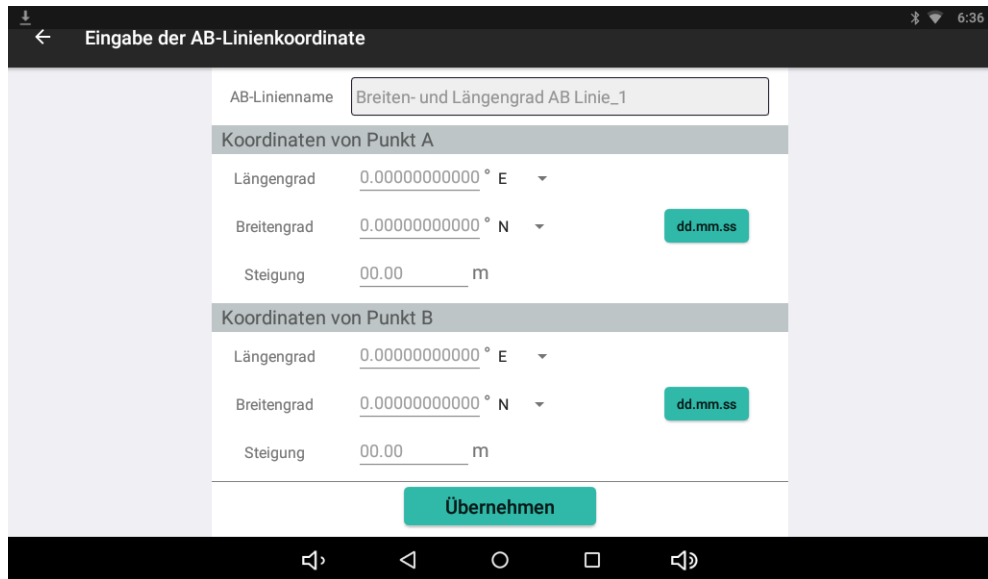 6:36
Eingabe der AB-Linienkoordinate
AB-Linienname Breiten- und Längengrad AB Linie_1
Koordinaten von Punkt A
Längengrad 0.00000000000 ° E
Breitengrad 0.00000000000 ° N dd.mm.ss
Steigung 00.00 m
Koordinaten von Punkt B
Längengrad 0.00000000000 ° E
Breitengrad 0.00000000000 ° N dd.mm.ss
Steigung 00.00 m
Übernehmen